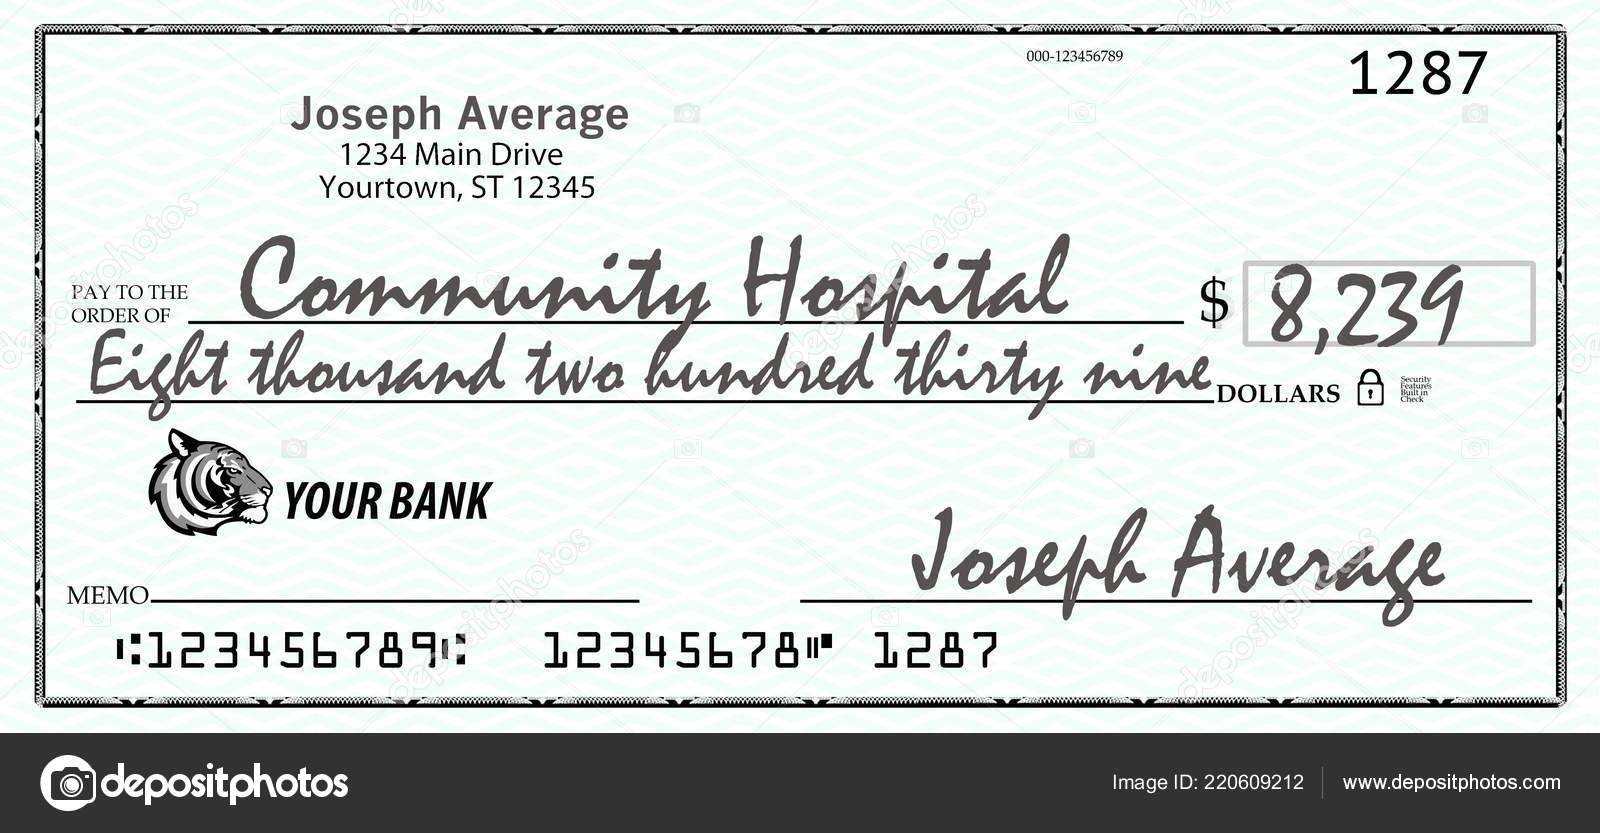 000-123456789
1287
Joseph Average
1234 Main Drive
Yourtown, ST 12345
PAY TO THE
ORDER OF
Community Hospital
$ 8,239
Eight thousand two hundred thirty nine
DOLLARS
Security
Features
Built in
Check
YOUR BANK
MEMO
Joseph Average
⑆123456789⑆ 12345678⑈ 1287
depositphotos
Image ID: 220609212
www.depositphotos.com